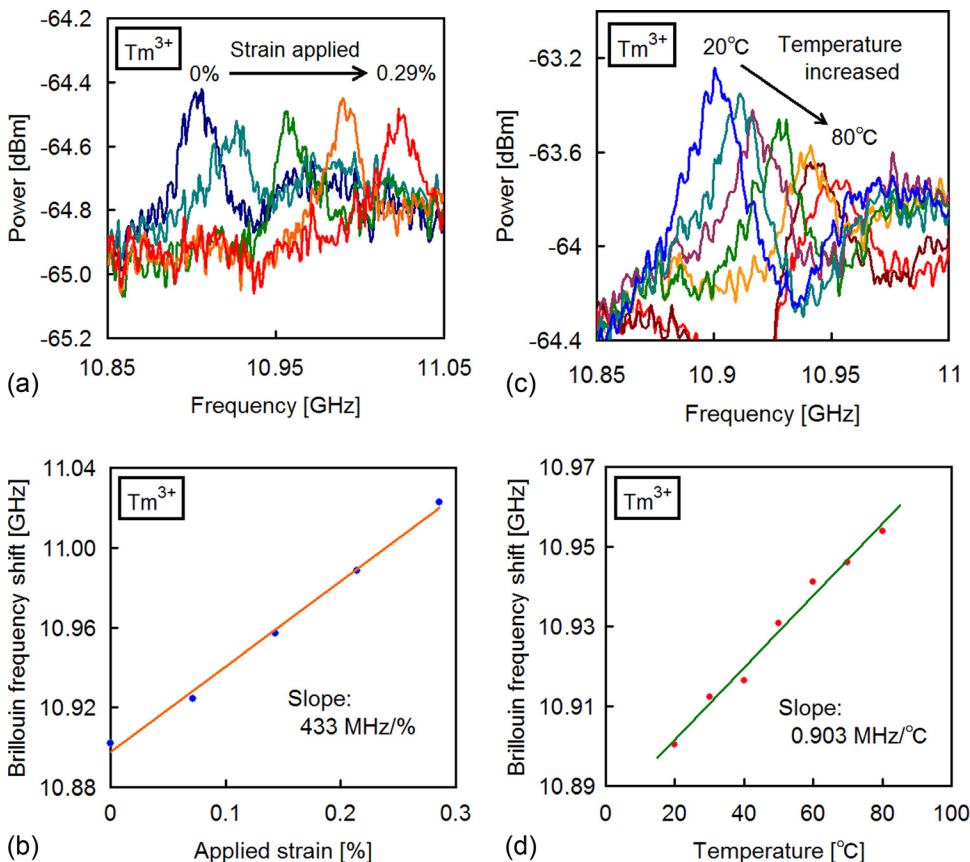 -64.2
-64.4
-64.6
-64.8
-65.0
-65.2
Power [dBm]
Tm3+
Strain applied
0%
0.29%
10.85
10.95
11.05
Frequency [GHz]
(a)
-63.2
-63.6
-64
-64.4
Power [dBm]
Tm3+
20°C
Temperature
increased
80°C
10.85
10.9
10.95
11
Frequency [GHz]
(c)
11.04
11.00
10.96
10.92
10.88
Brillouin frequency shift [GHz]
Tm3+
Slope:
433 MHz/%
0
0.1
0.2
0.3
Applied strain [%]
(b)
10.97
10.95
10.93
10.91
10.89
Brillouin frequency shift [GHz]
Tm3+
Slope:
0.903 MHz/°C
0
20
40
60
80
100
Temperature [°C]
(d)